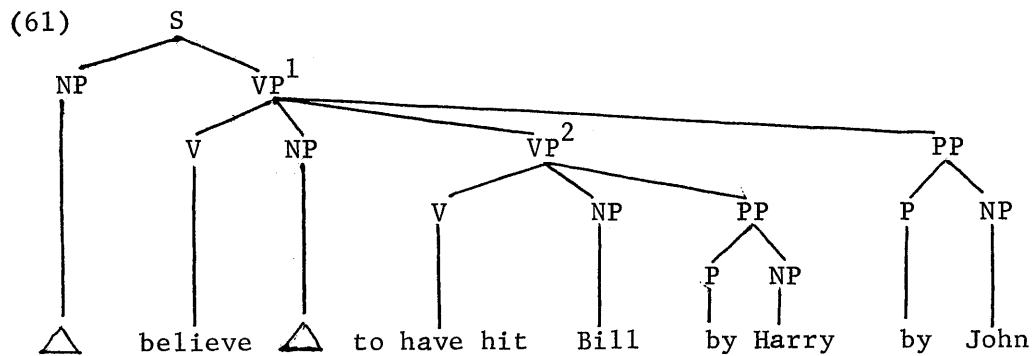 (61) S
NP VP1
V NP VP2 PP
V NP PP P NP
P NP
believe to have hit Bill by Harry by John